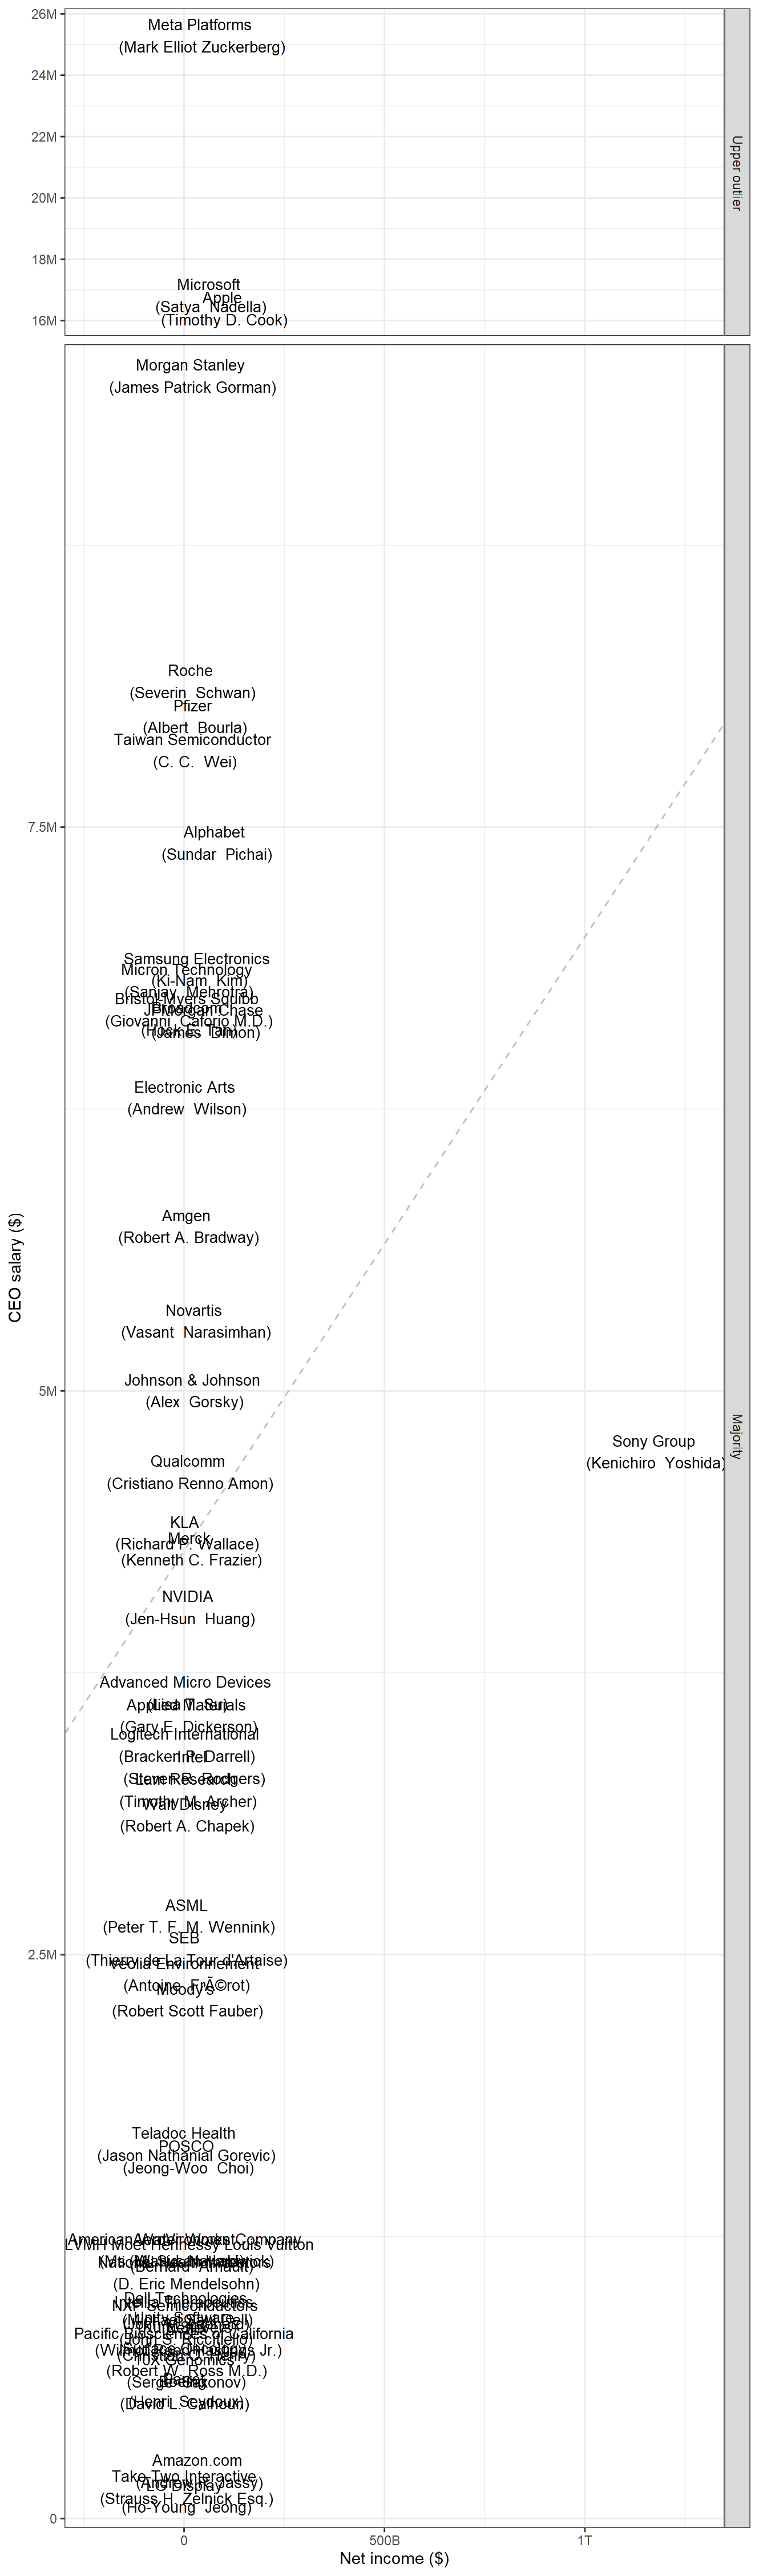 26M
Meta Platforms
(Mark Elliot Zuckerberg)
24M
22M
20M
18M
16M
Microsoft
(Satya  Nadella)
Apple
(Timothy D. Cook)
Upper outlier
Morgan Stanley
(James Patrick Gorman)
Roche
(Severin  Schwan)
Pfizer
(Albert  Bourla)
Taiwan Semiconductor
(C. C.  Wei)
7.5M
Alphabet
(Sundar  Pichai)
Samsung Electronics
(Ki-Nam  Kim)
Micron Technology
(Sanjay  Mehrotra)
Bristol-Myers Squibb
(Giovanni  Caforio M.D.)
Broadcom
(Hock E. Tan)
JPMorgan Chase
(James  Dimon)
Electronic Arts
(Andrew  Wilson)
Amgen
(Robert A. Bradway)
Novartis
(Vasant  Narasimhan)
Johnson & Johnson
(Alex  Gorsky)
5M
Sony Group
(Kenichiro  Yoshida)
Majority
CEO salary ($)
Qualcomm
(Cristiano Renno Amon)
KLA
(Richard P. Wallace)
Merck
(Kenneth C. Frazier)
NVIDIA
(Jen-Hsun  Huang)
Advanced Micro Devices
(Lisa T. Su)
Applied Materials
(Gary E. Dickerson)
Logitech International
(Bracken P. Darrell)
Intel
(Steven R. Rodgers)
Lam Research
(Timothy M. Archer)
Walt Disney
(Robert A. Chapek)
ASML
(Peter T. F. M. Wennink)
SEB
(Thierry de La Tour d'Artaise)
2.5M
Veolia Environnement
(Antoine  FrÃ©rot)
Moody's
(Robert Scott Fauber)
Teladoc Health
(Jason Nathanial Gorevic)
POSCO
(Jeong-Woo  Choi)
American Water Works Company
LVMH Moët Hennessy Louis Vuitton
(Bernard  Arnault)
(D. Eric Mendelsohn)
Dell Technologies
NXP Semiconductors
Unity Software
(John S. Riccitiello)
Pacific Biosciences of California
10x Genomics
(Robert W. Ross M.D.)
(Serge  Saxonov)
Boeing
(Henri  Seydoux)
(David L. Calhoun)
Amazon.com
(Andrew R. Jassy)
Take-Two Interactive
(Strauss H. Zelnick Esq.)
LG Display
(Ho-Young  Jeong)
0
0
500B
1T
Net income ($)